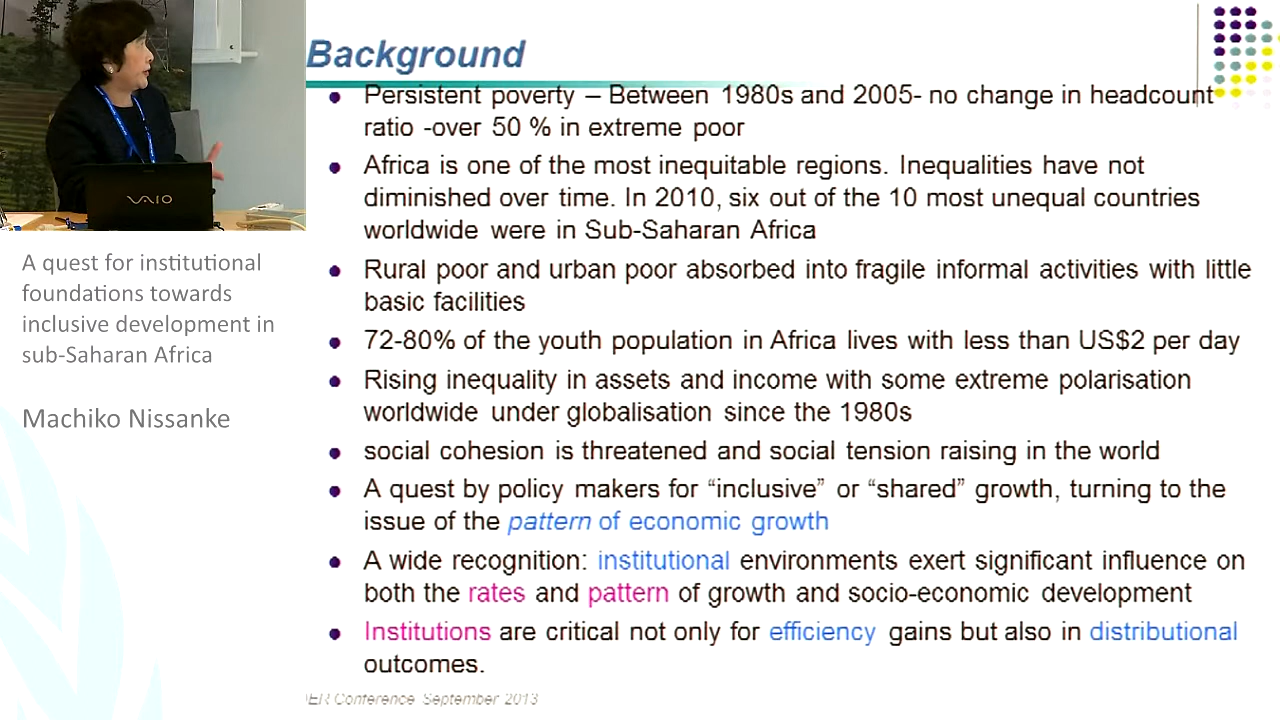 Background
Persistent poverty – Between 1980s and 2005- no change in headcount
ratio -over 50 % in extreme poor
Africa is one of the most inequitable regions. Inequalities have not
diminished over time. In 2010, six out of the 10 most unequal countries
worldwide were in Sub-Saharan Africa
Rural poor and urban poor absorbed into fragile informal activities with little
basic facilities
72-80% of the youth population in Africa lives with less than US$2 per day
Rising inequality in assets and income with some extreme polarisation
worldwide under globalisation since the 1980s
social cohesion is threatened and social tension raising in the world
A quest by policy makers for “inclusive” or “shared” growth, turning to the
issue of the pattern of economic growth
A wide recognition: institutional environments exert significant influence on
both the rates and pattern of growth and socio-economic development
Institutions are critical not only for efficiency gains but also in distributional
outcomes.
Conference September 2013
VAIO
A quest for institutional
foundations towards
inclusive development in
sub-Saharan Africa
Machiko Nissanke